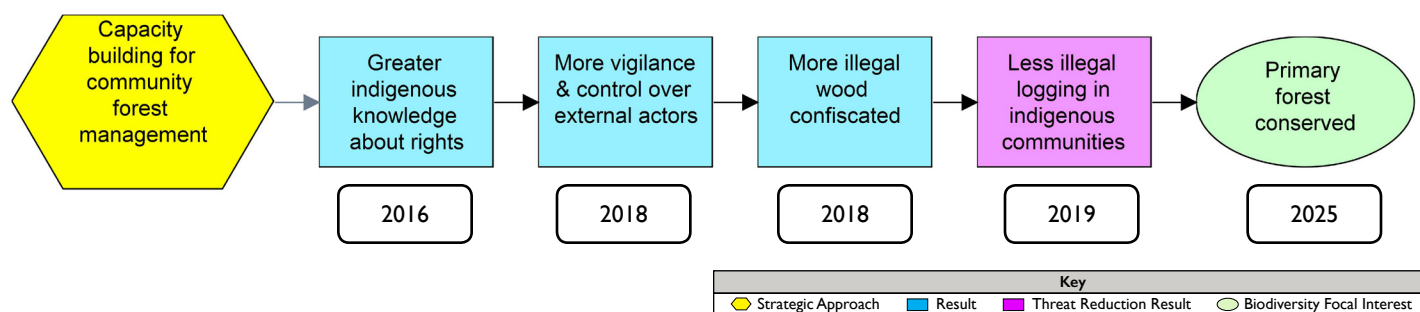 Capacity
building for
community
forest
management
Greater
indigenous
knowledge
about rights
More vigilance
& control over
external actors
More illegal
wood
confiscated
Less illegal
logging in
indigenous
communities
Primary
forest
conserved
2016
2018
2018
2019
2025
Key
Strategic Approach
Result
Threat Reduction Result
Biodiversity Focal Interest